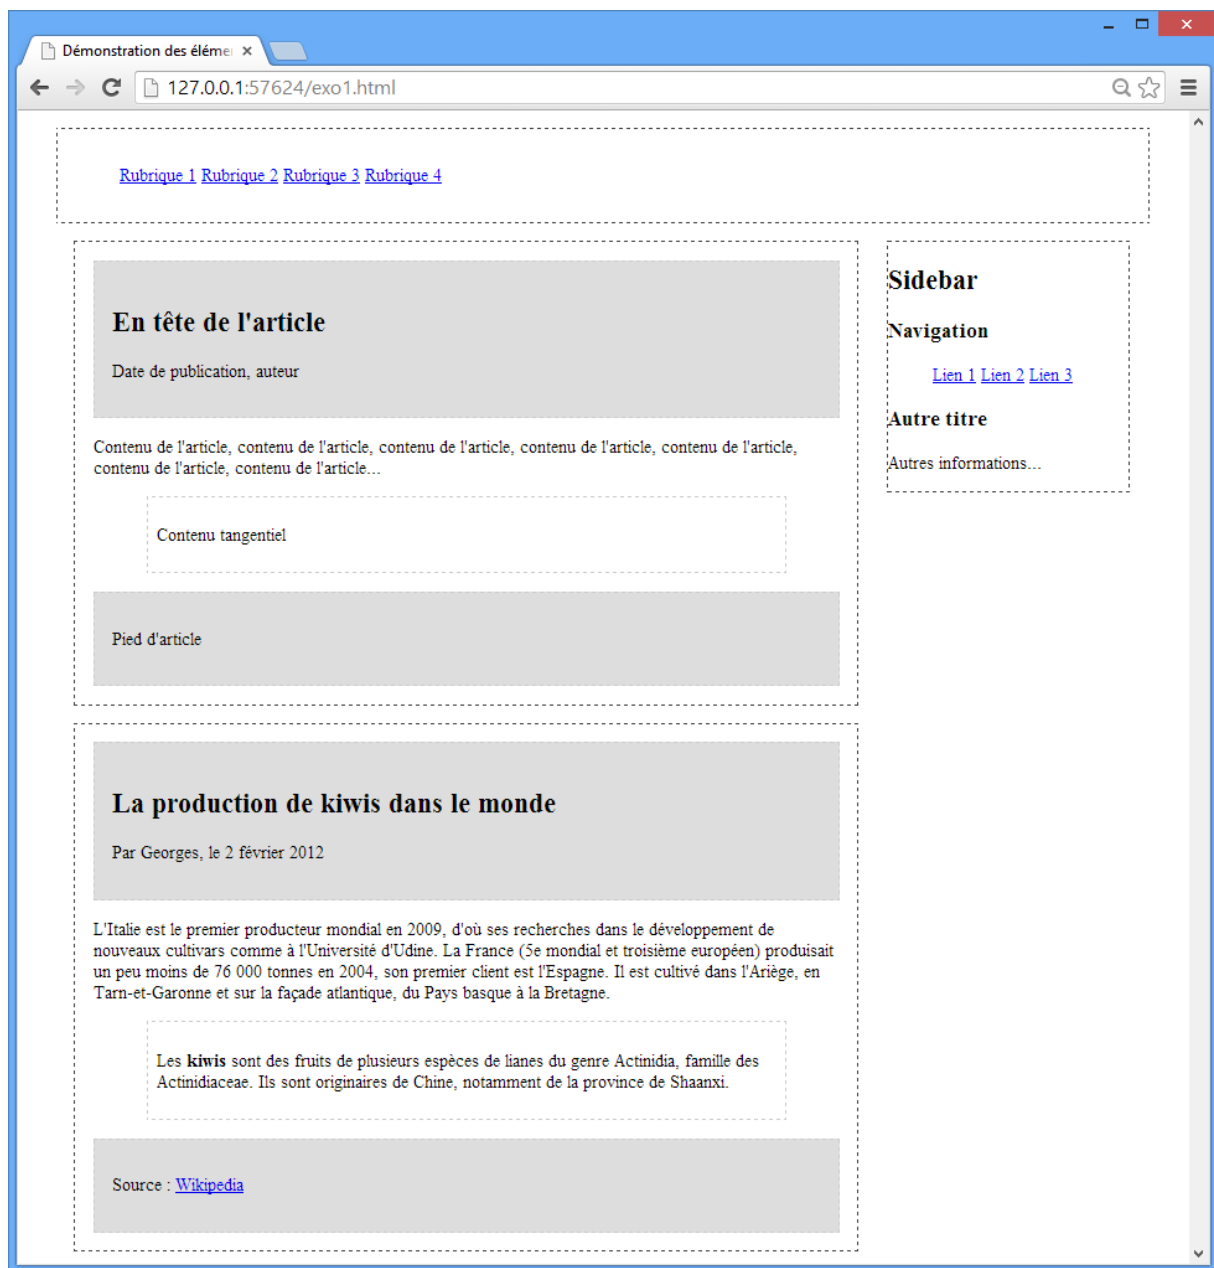 Démonstration des éléme
127.0.0.1:57624/exo1.html
Rubrique 1 Rubrique 2 Rubrique 3 Rubrique 4
En tête de l'article
Date de publication, auteur
Contenu de l'article, contenu de l'article, contenu de l'article, contenu de l'article, contenu de l'article,
contenu de l'article, contenu de l'article...
Contenu tangentiel
Pied d'article
La production de kiwis dans le monde
Par Georges, le 2 février 2012
L'Italie est le premier producteur mondial en 2009, d'où ses recherches dans le développement de
nouveaux cultivars comme à l'Université d'Udine. La France (5e mondial et troisième européen) produisait
un peu moins de 76 000 tonnes en 2004, son premier client est l'Espagne. Il est cultivé dans l'Ariège, en
Tarn-et-Garonne et sur la façade atlantique, du Pays basque à la Bretagne.
Les kiwis sont des fruits de plusieurs espèces de lianes du genre Actinidia, famille des
Actinidiaceae. Ils sont originaires de Chine, notamment de la province de Shaanxi.
Source : Wikipedia
Sidebar
Navigation
Lien 1 Lien 2 Lien 3
Autre titre
Autres informations...